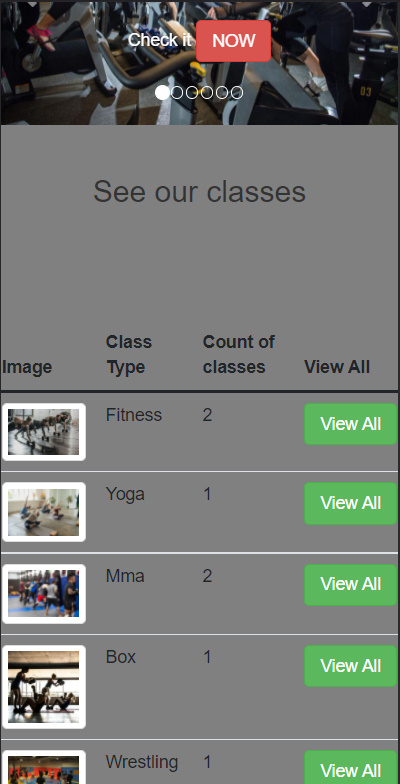 Check it NOW
See our classes
Image Class Type Count of classes View All
Fitness 2 View All
Yoga 1 View All
Mma 2 View All
Box 1 View All
Wrestling 1 View All
03